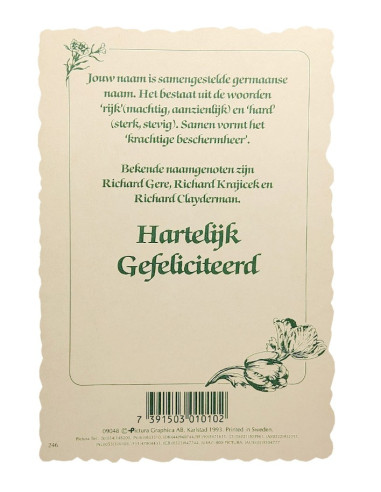 Jouw naam is samengestelde germaanse
naam. Het bestaat uit de woorden
'rijk'(machtig, aanzienlijk) en 'hard'
(sterk, stevig). Samen vormt het
'krachtige beschermheer'.
Bekende naamgenoten zijn
Richard Gere, Richard Krajicek en
Richard Clayderman.
Hartelijk
Gefeliciteerd
7 391503 010102
09048 © Pictura Graphica AB, Karlstad 1993. Printed in Sweden.
746